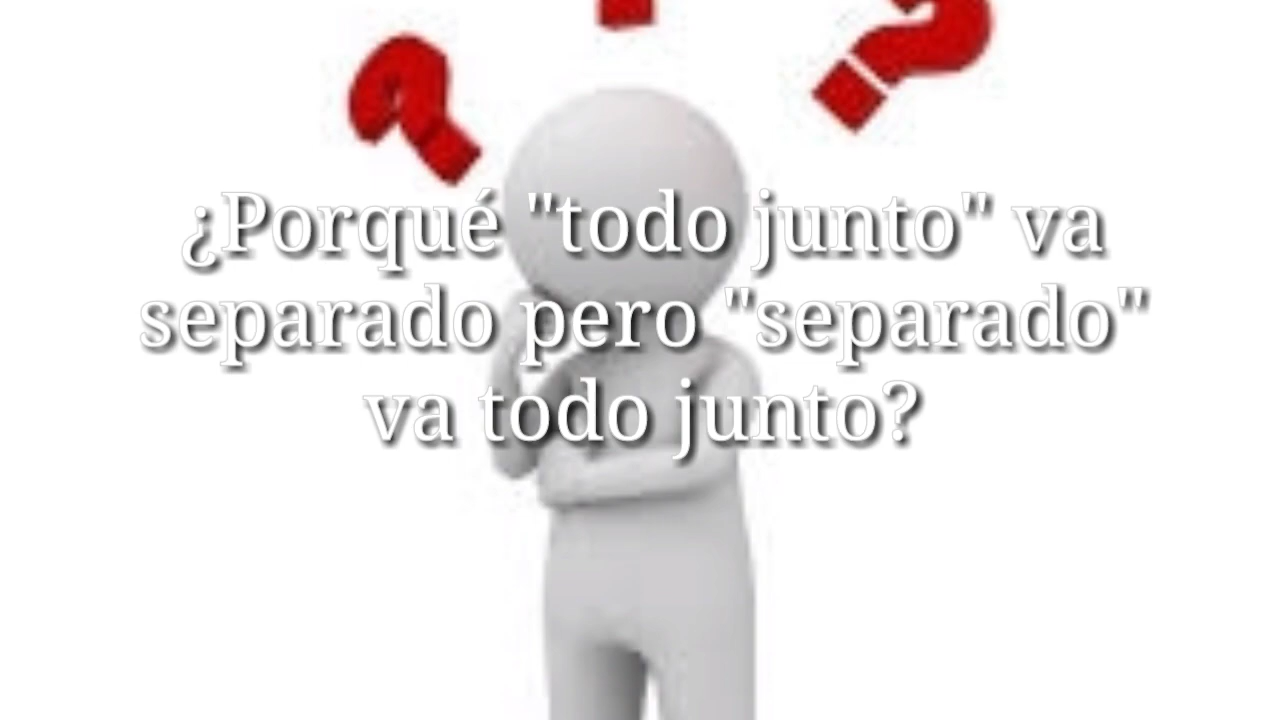 ¿Porqué "todo junto" va
separado pero "separado"
va todo junto?